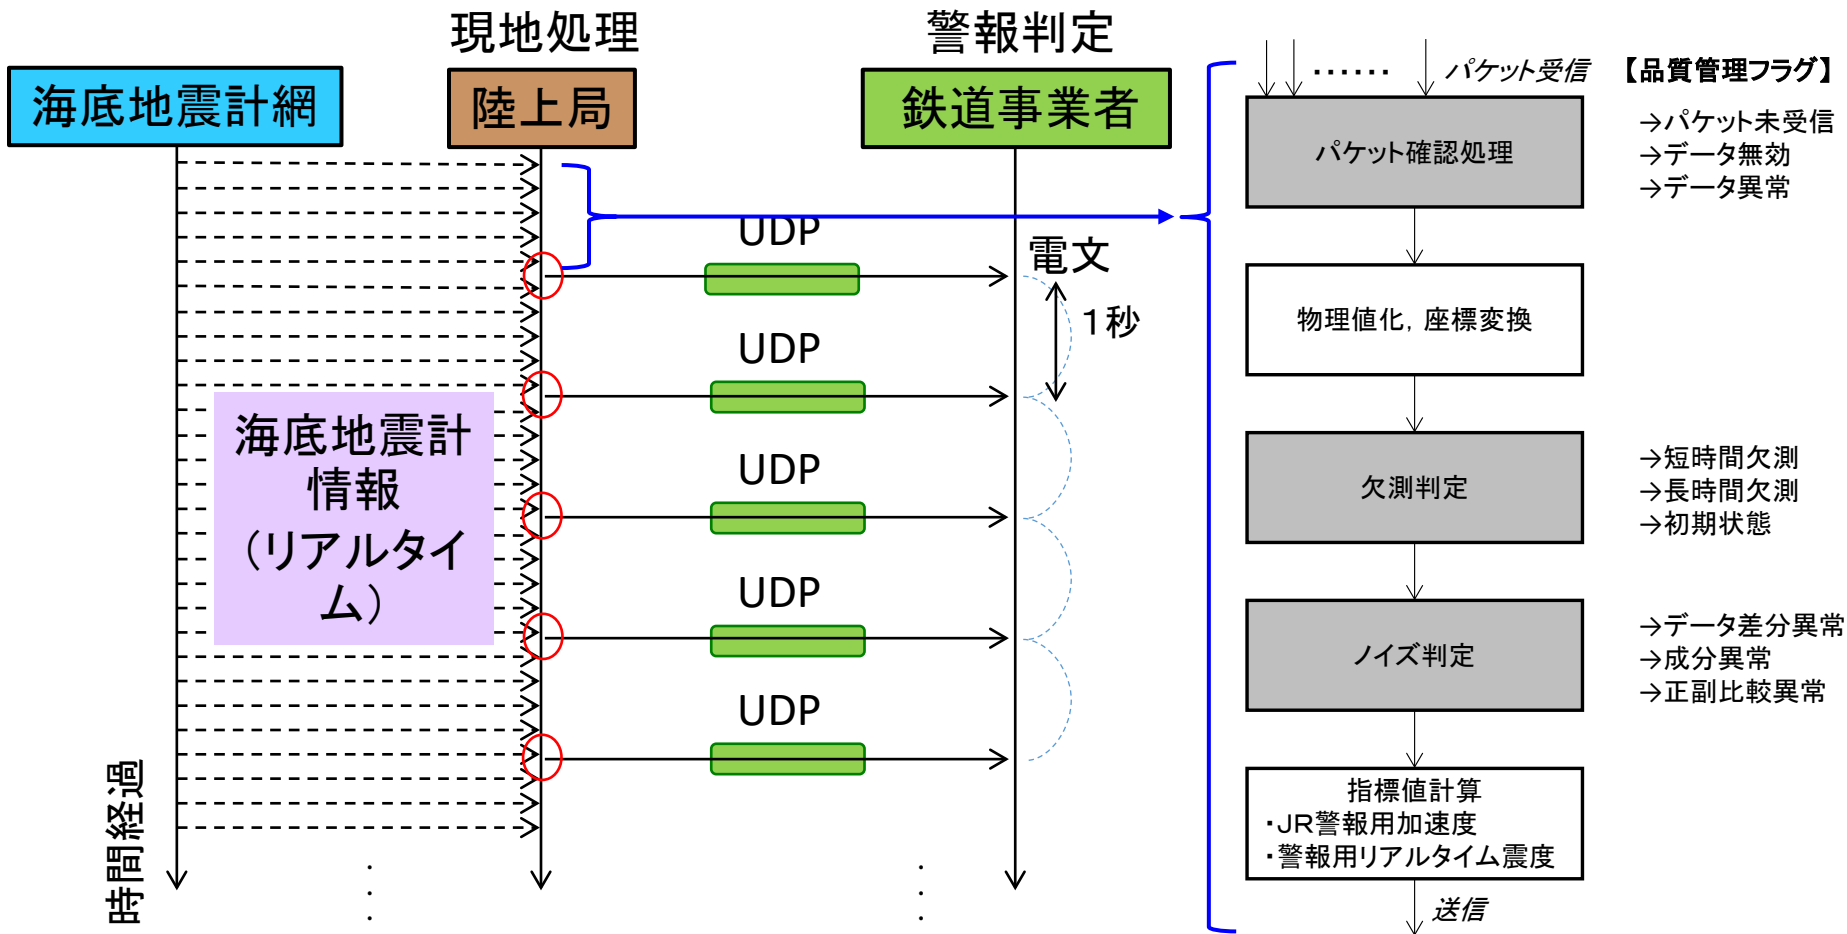 現地処理
警報判定
海底地震計網
陸上局
鉄道事業者
UDP
電文
1秒
UDP
UDP
UDP
UDP
海底地震計
情報
（リアルタイ
ム）
時間経過
・・・
・・・
・・・・・・
パケット受信
【品質管理フラグ】
パケット確認処理
→パケット未受信
→データ無効
→データ異常
物理値化，座標変換
欠測判定
→短時間欠測
→長時間欠測
→初期状態
ノイズ判定
→データ差分異常
→成分異常
→正副比較異常
指標値計算
・ＪＲ警報用加速度
・警報用リアルタイム震度
送信